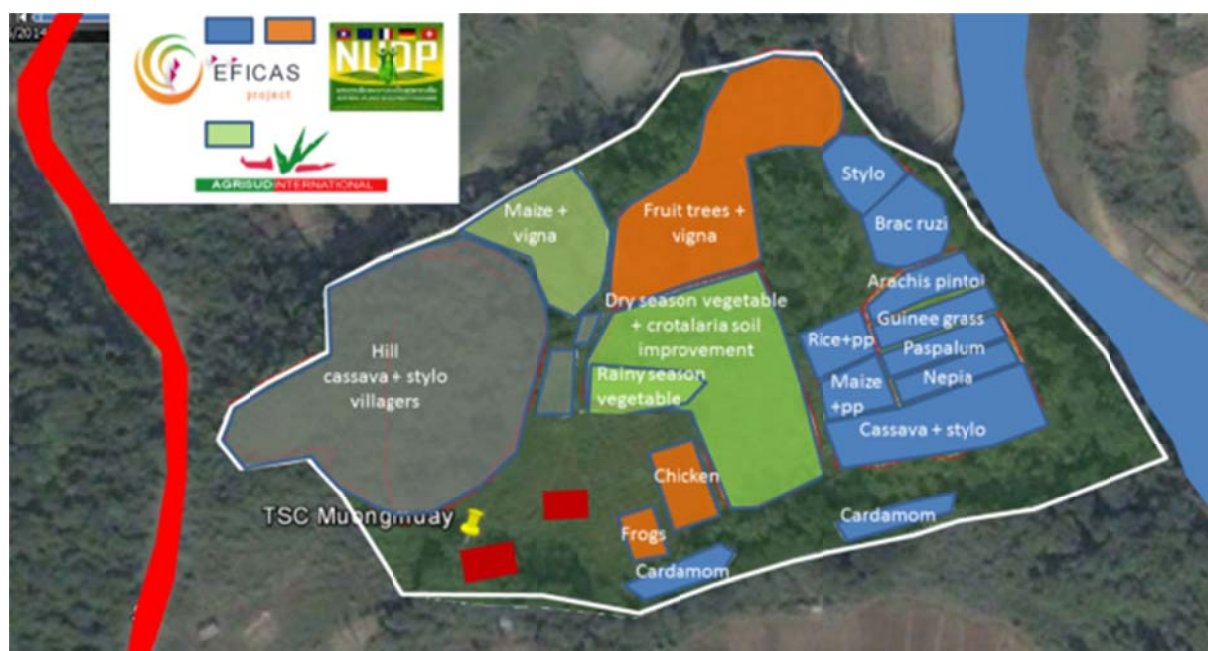 /2014
EFICAS
project
NUDP
AGRISUD INTERNATIONAL
Stylo
Maize +
vigna
Fruit trees +
vigna
Brac ruzi
Arachis pintoi
Dry season vegetable
+ crotalaria soil
improvement
Guinee grass
Rice+pp
Paspalum
Hill
cassava + stylo
villagers
Rainy season
vegetable
Maize
+pp
Nepia
Cassava + stylo
Chicken
TSC Muongmuay
Cardamom
Frogs
Cardamom